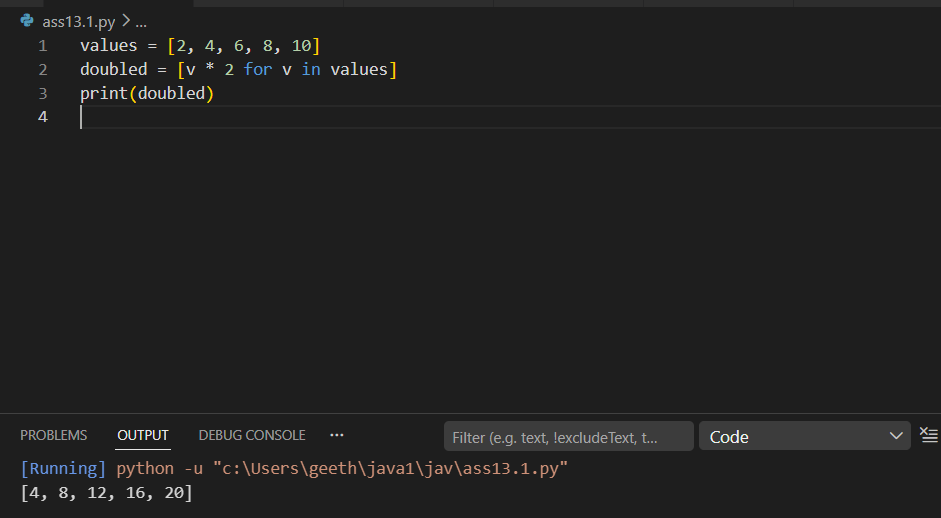 ass13.1.py > ...
1 values = [2, 4, 6, 8, 10]
2 doubled = [v * 2 for v in values]
3 print(doubled)
4
PROBLEMS OUTPUT DEBUG CONSOLE ... Filter (e.g. text, !excludeText, t... Code
[Running] python -u "c:\Users\geeth\java1\jav\ass13.1.py"
[4, 8, 12, 16, 20]